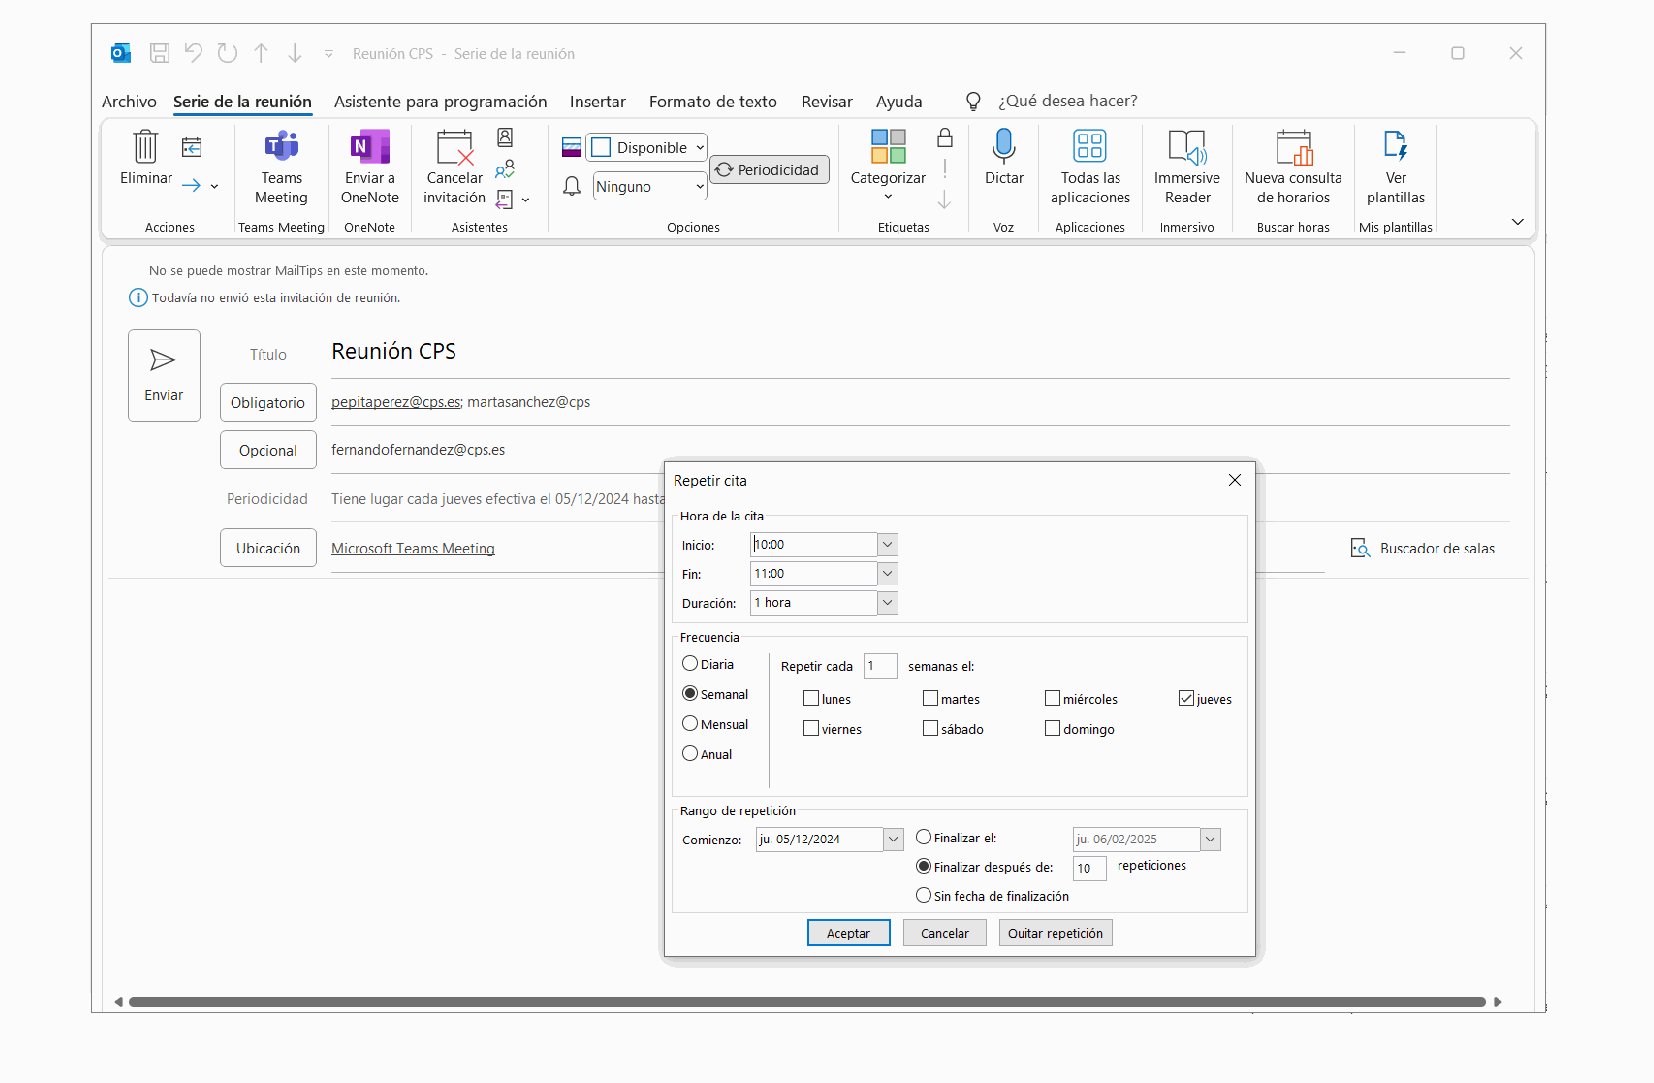 Reunión CPS - Serie de la reunión
Archivo Serie de la reunión Asistente para programación Insertar Formato de texto Revisar Ayuda ¿Qué desea hacer?
Eliminar
Acciones
Teams
Meeting
Teams Meeting
Enviar a
OneNote
OneNote
Cancelar
invitación
Asistentes
Disponible
Ninguno
Periodicidad
Opciones
Categorizar
Etiquetas
Dictar
Voz
Todas las
aplicaciones
Aplicaciones
Immersive
Reader
Inmersivo
Nueva consulta
de horarios
Buscar horas
Ver
plantillas
Mis plantillas
No se puede mostrar MailTips en este momento.
Todavía no envió esta invitación de reunión.
Enviar
Título Reunión CPS
Obligatorio pepitaperez@cps.es; martasanchez@cps
Opcional fernandofernandez@cps.es
Periodicidad Tiene lugar cada jueves efectiva el 05/12/2024 hasta
Ubicación Microsoft Teams Meeting
Buscador de salas
Repetir cita
Hora de la cita
Inicio: 10:00
Fin: 11:00
Duración: 1 hora
Frecuencia
Diaria
Semanal
Mensual
Anual
Repetir cada 1 semanas el:
lunes martes miércoles jueves
viernes sábado domingo
Rango de repetición
Comienzo: ju. 05/12/2024
Finalizar el: ju. 06/02/2025
Finalizar después de: 10 repeticiones
Sin fecha de finalización
Aceptar Cancelar Quitar repetición